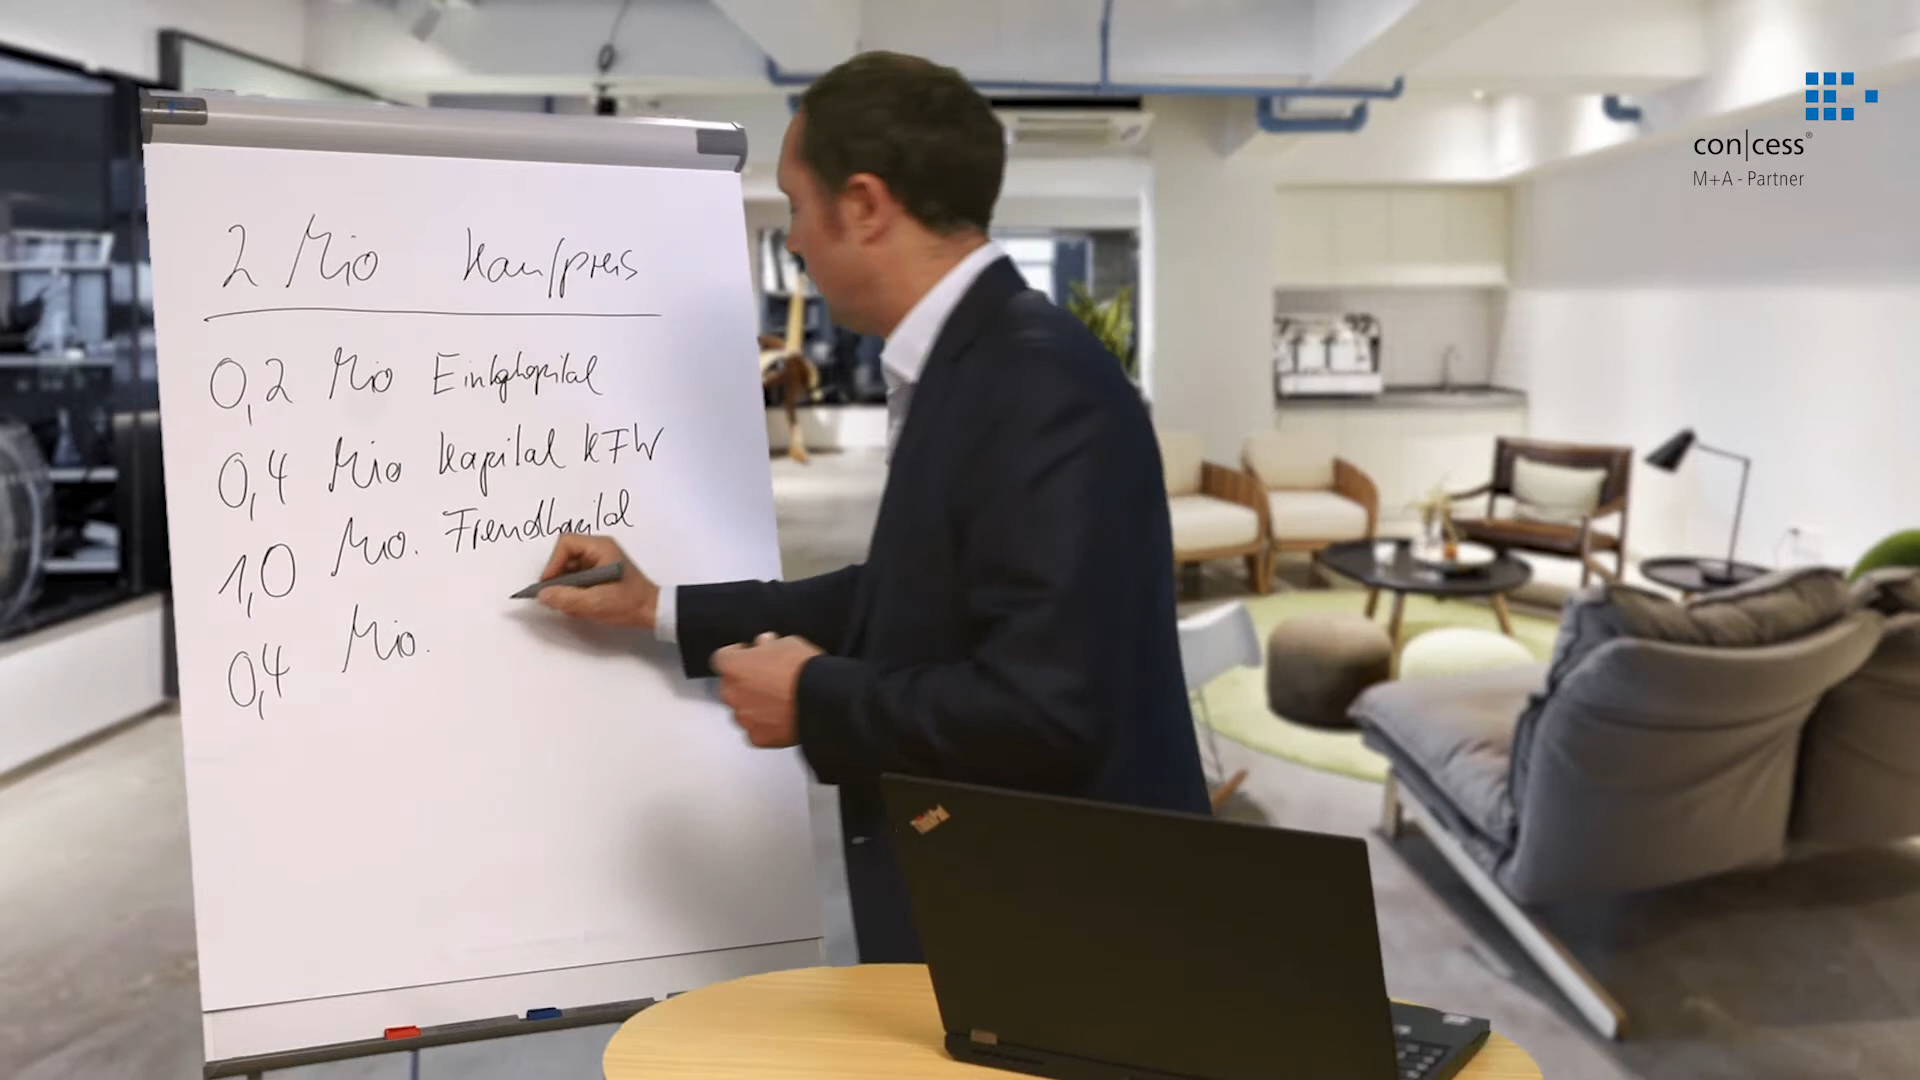 2 Mio Kaufpreis
0,2 Mio Eigenkapital
0,4 Mio Kapital KFW
1,0 Mio. Fremdkapital
0,4 Mio.
con|cess®
M+A - Partner
ThinkPad